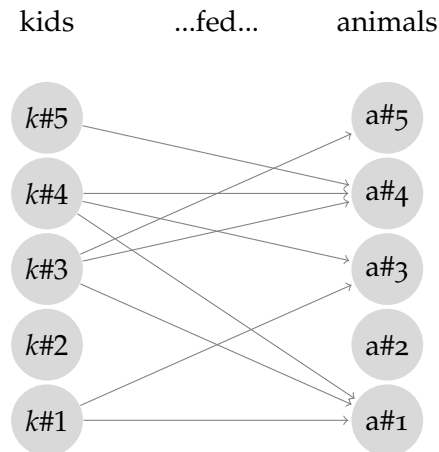 kids ...fed... animals
k#5 a#5
k#4 a#4
k#3 a#3
k#2 a#2
k#1 a#1